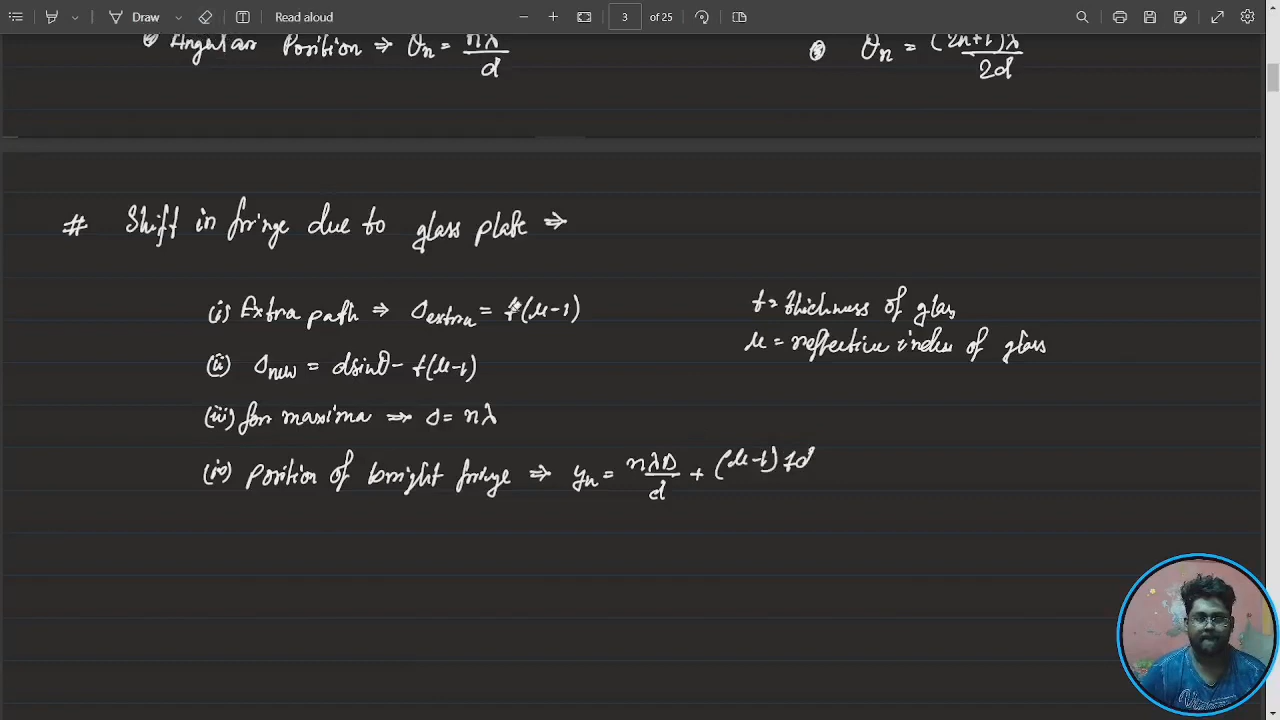 Draw
Read aloud
3 of 25
Angular Position ⇒ θn = nλ/d
θn = (2n+1)λ/2d
# Shift in fringe due to glass plate ⇒
(i) Extra path ⇒ Δextra = t(μ-1)
t = thickness of glass
μ = reflective index of glass
(ii) Δnew = dsinθ - t(μ-1)
(iii) for maxima ⇒ Δ = nλ
(iv) position of bright fringe ⇒ yn = nλD/d + (μ-1)td